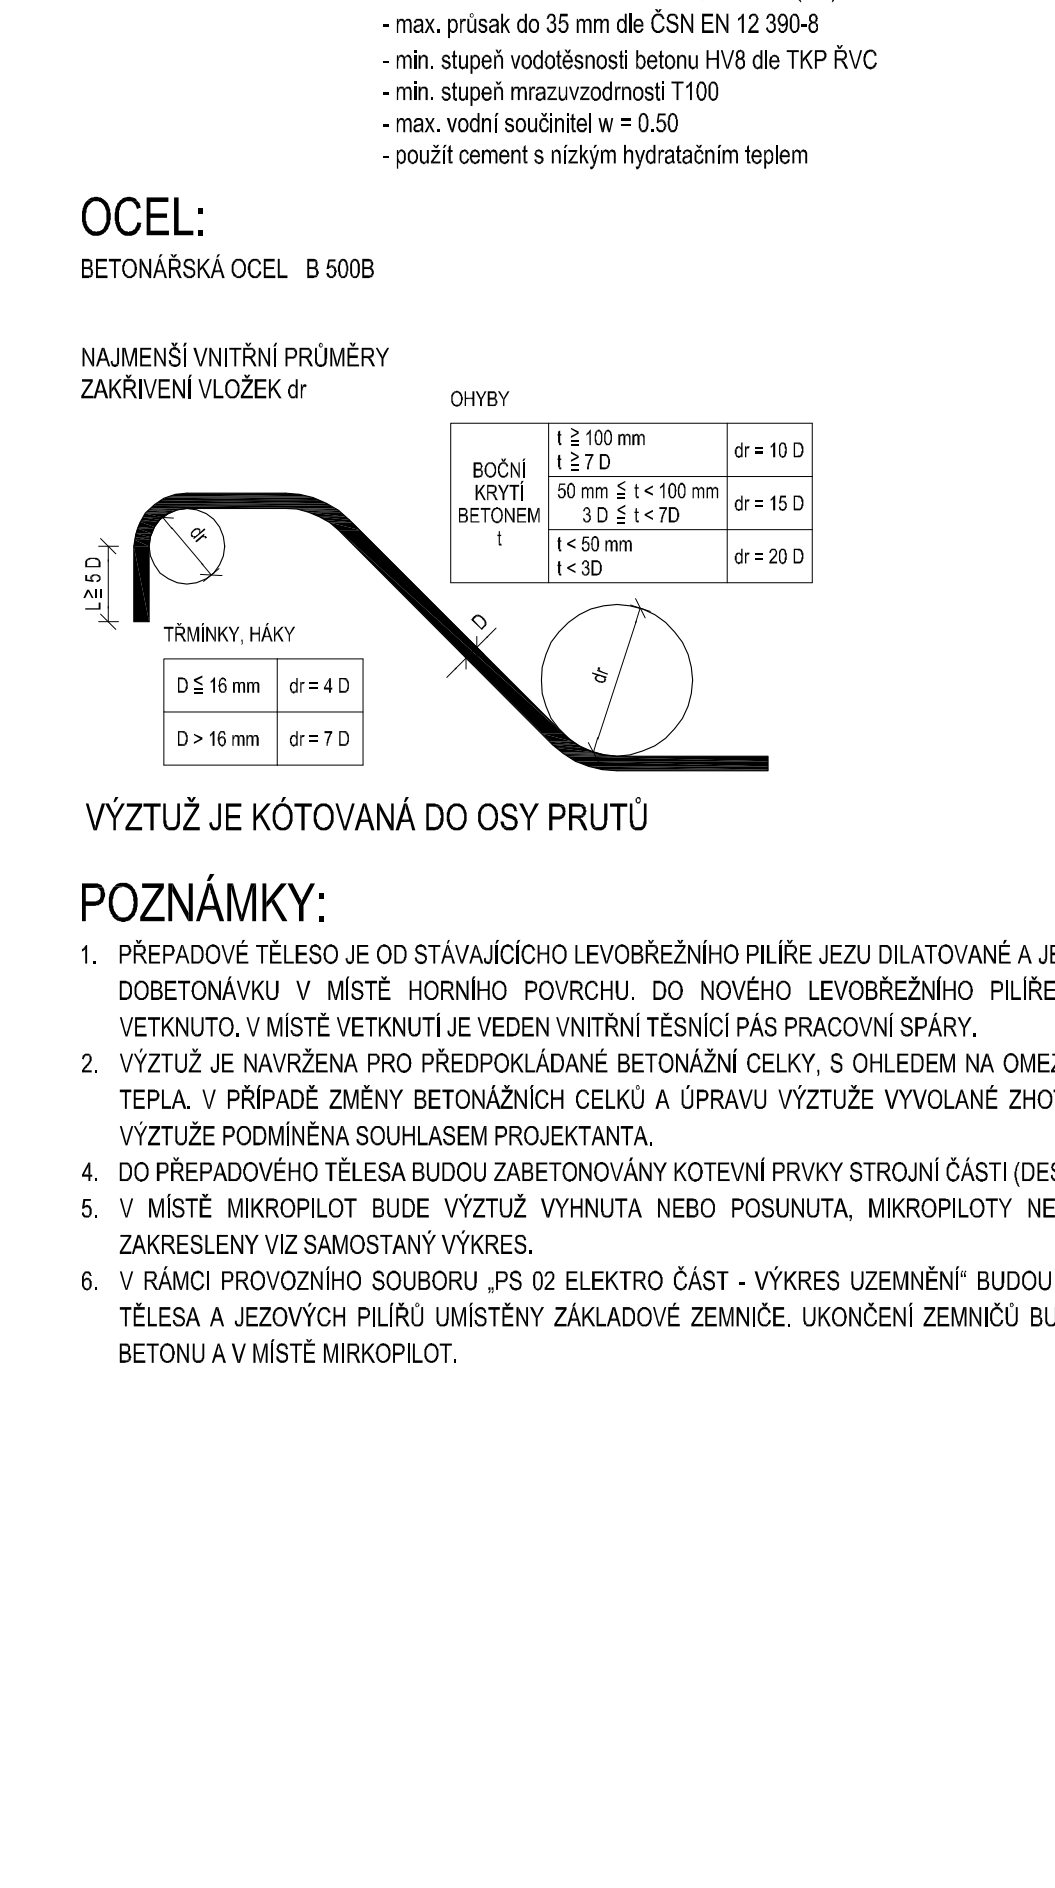 - max. průsak do 35 mm dle ČSN EN 12 390-8
- min. stupeň vodotěsnosti betonu HV8 dle TKP ŘVC
- min. stupeň mrazuvzodrnosti T100
- max. vodní součinitel w = 0.50
- použít cement s nízkým hydratačním teplem
OCEL:
BETONÁŘSKÁ OCEL B 500B
NAJMENŠÍ VNITŘNÍ PRŮMĚRY
ZAKŘIVENÍ VLOŽEK dr
OHYBY
BOČNÍ
KRYTÍ
BETONEM
t
t ≧ 100 mm
t ≧ 7 D
dr = 10 D
50 mm ≦ t < 100 mm
3 D ≦ t < 7D
dr = 15 D
t < 50 mm
t < 3D
dr = 20 D
dr
L ≧ 5 D
D
dr
TŘMÍNKY, HÁKY
D ≦ 16 mm dr = 4 D
D > 16 mm dr = 7 D
VÝZTUŽ JE KÓTOVANÁ DO OSY PRUTŮ
POZNÁMKY:
1. PŘEPADOVÉ TĚLESO JE OD STÁVAJÍCÍCHO LEVOBŘEŽNÍHO PILÍŘE JEZU DILATOVANÉ A JE
DOBETONÁVKU V MÍSTĚ HORNÍHO POVRCHU. DO NOVÉHO LEVOBŘEŽNÍHO PILÍŘE
VETKNUTO. V MÍSTĚ VETKNUTÍ JE VEDEN VNITŘNÍ TĚSNÍCÍ PÁS PRACOVNÍ SPÁRY.
2. VÝZTUŽ JE NAVRŽENA PRO PŘEDPOKLÁDANÉ BETONÁŽNÍ CELKY, S OHLEDEM NA OMEZ
TEPLA. V PŘÍPADĚ ZMĚNY BETONÁŽNÍCH CELKŮ A ÚPRAVU VÝZTUŽE VYVOLANÉ ZHOT
VÝZTUŽE PODMÍNĚNA SOUHLASEM PROJEKTANTA.
4. DO PŘEPADOVÉHO TĚLESA BUDOU ZABETONOVÁNY KOTEVNÍ PRVKY STROJNÍ ČÁSTI (DES
5. V MÍSTĚ MIKROPILOT BUDE VÝZTUŽ VYHNUTA NEBO POSUNUTA, MIKROPILOTY NE
ZAKRESLENY VIZ SAMOSTANÝ VÝKRES.
6. V RÁMCI PROVOZNÍHO SOUBORU „PS 02 ELEKTRO ČÁST - VÝKRES UZEMNĚNÍ“ BUDOU
TĚLESA A JEZOVÝCH PILÍŘŮ UMÍSTĚNY ZÁKLADOVÉ ZEMNIČE. UKONČENÍ ZEMNIČŮ BU
BETONU A V MÍSTĚ MIRKOPILOT.